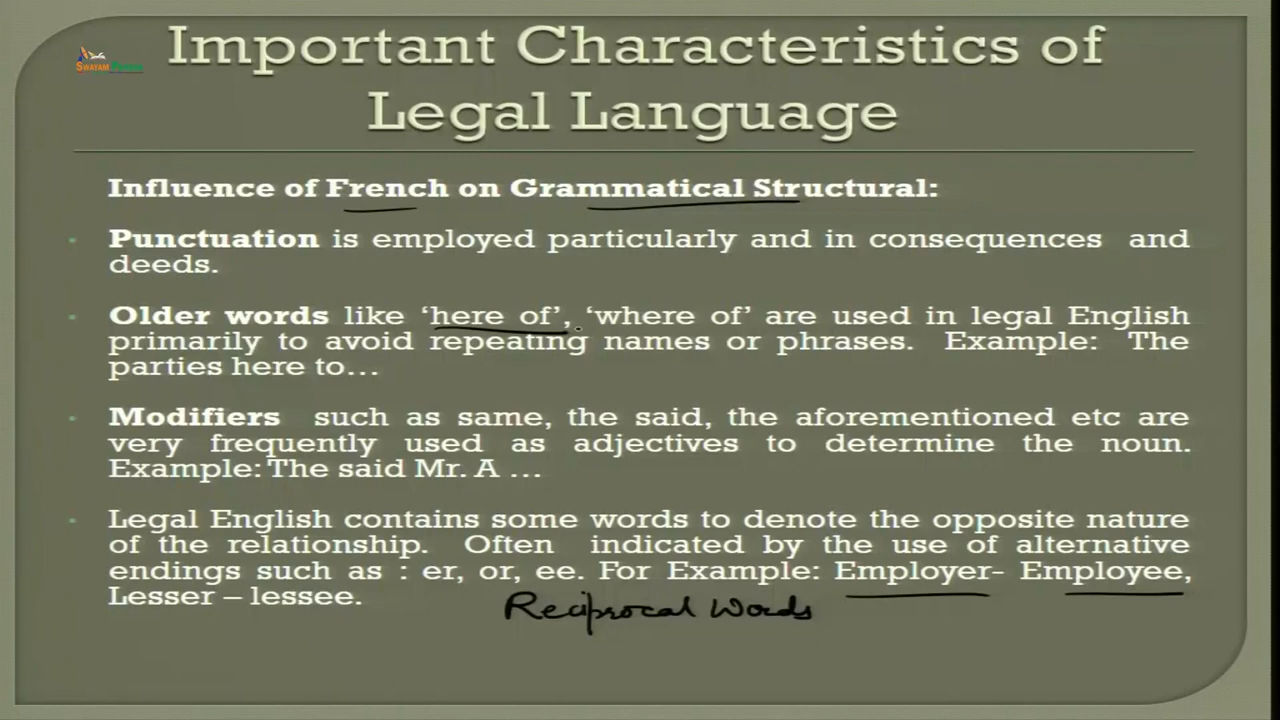 Important Characteristics of
Legal Language
Influence of French on Grammatical Structural:
Punctuation is employed particularly and in consequences and
deeds.
Older words like ‘here of’, ‘where of’ are used in legal English
primarily to avoid repeating names or phrases. Example: The
parties here to…
Modifiers such as same, the said, the aforementioned etc are
very frequently used as adjectives to determine the noun.
Example: The said Mr. A …
Legal English contains some words to denote the opposite nature
of the relationship. Often indicated by the use of alternative
endings such as : er, or, ee. For Example: Employer- Employee,
Lesser – lessee.
Reciprocal Words